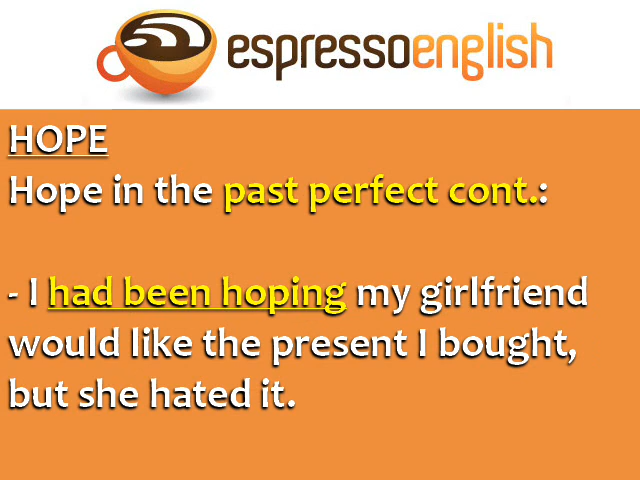 espressoenglish
HOPE
Hope in the past perfect cont.:
- I had been hoping my girlfriend
would like the present I bought,
but she hated it.